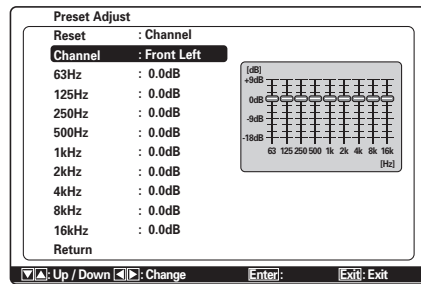 Preset Adjust
Reset : Channel
Channel : Front Left
63Hz : 0.0dB
125Hz : 0.0dB
250Hz : 0.0dB
500Hz : 0.0dB
1kHz : 0.0dB
2kHz : 0.0dB
4kHz : 0.0dB
8kHz : 0.0dB
16kHz : 0.0dB
Return
[dB]
+9dB
0dB
-9dB
-18dB
63 125 250 500 1k 2k 4k 8k 16k
[Hz]
▼▲: Up / Down ◀▶: Change Enter: Exit: Exit